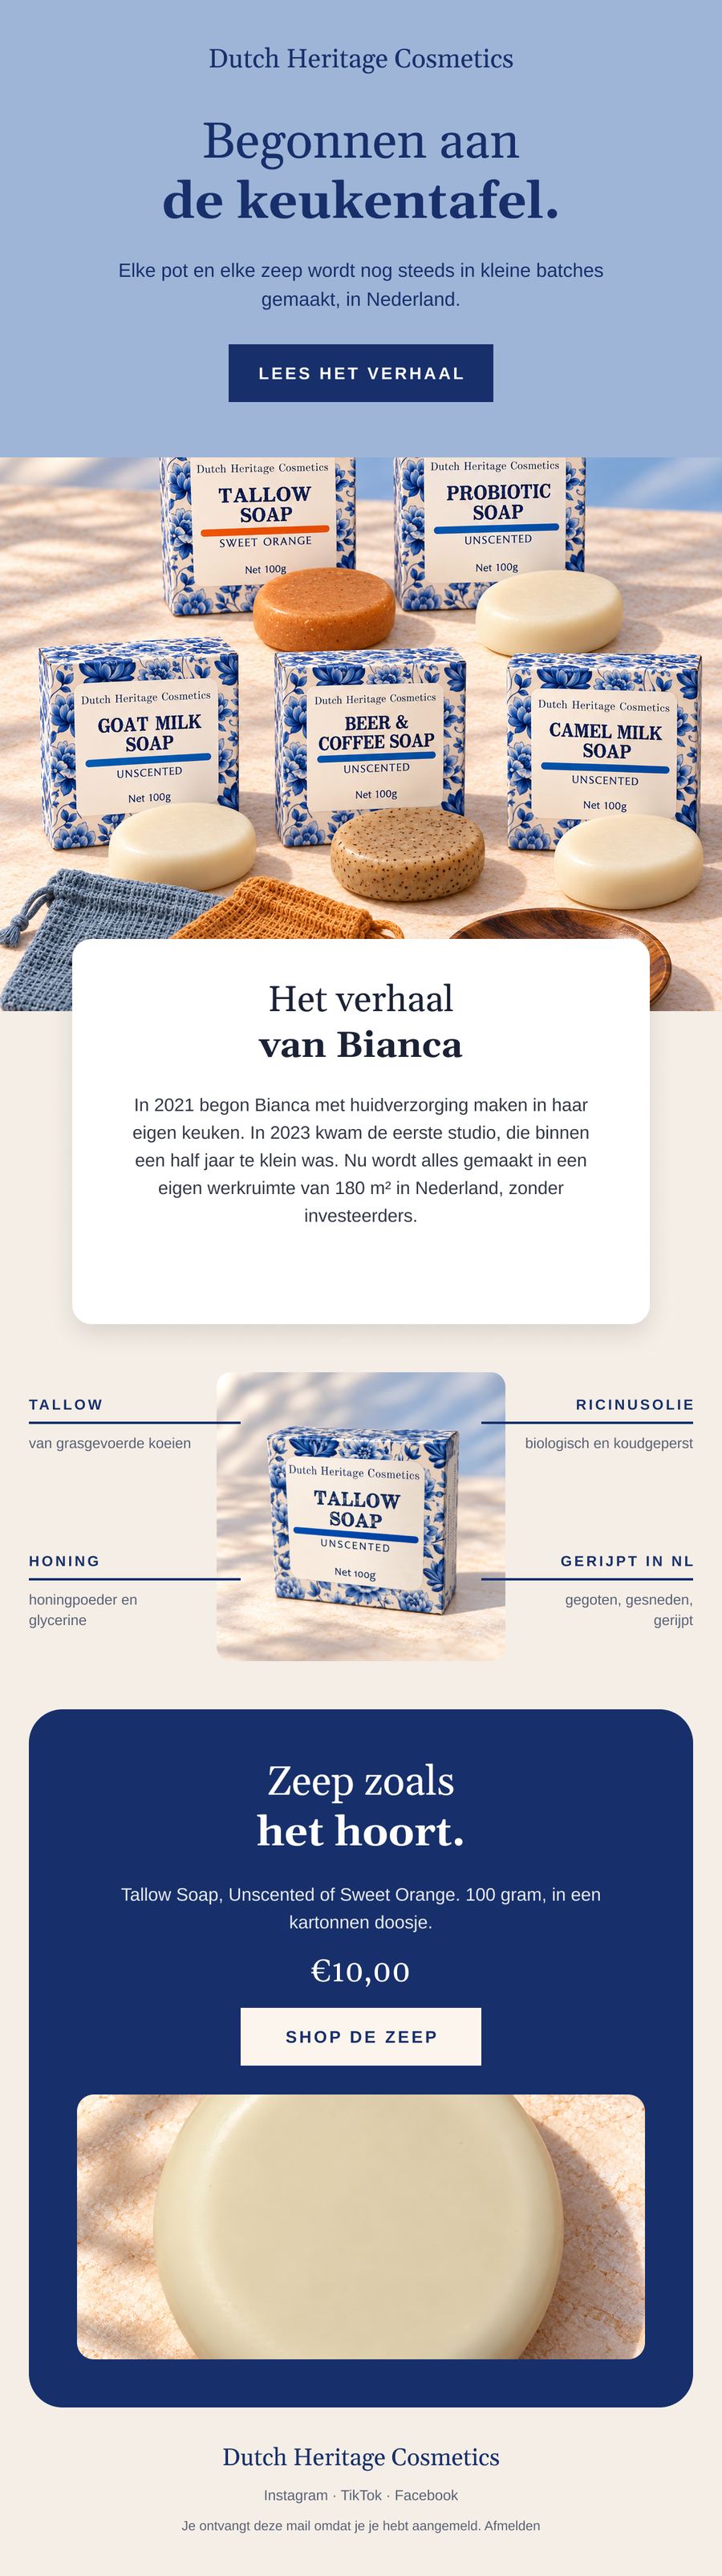 Dutch Heritage Cosmetics
Begonnen aan
de keukentafel.
Elke pot en elke zeep wordt nog steeds in kleine batches
gemaakt, in Nederland.
LEES HET VERHAAL
Dutch Heritage Cosmetics
TALLOW
SOAP
SWEET ORANGE
Net 100g
Dutch Heritage Cosmetics
PROBIOTIC
SOAP
UNSCENTED
Net 100g
Dutch Heritage Cosmetics
GOAT MILK
SOAP
UNSCENTED
Net 100g
Dutch Heritage Cosmetics
BEER &
COFFEE SOAP
UNSCENTED
Net 100g
Dutch Heritage Cosmetics
CAMEL MILK
SOAP
UNSCENTED
Net 100g
Het verhaal
van Bianca
In 2021 begon Bianca met huidverzorging maken in haar
eigen keuken. In 2023 kwam de eerste studio, die binnen
een half jaar te klein was. Nu wordt alles gemaakt in een
eigen werkruimte van 180 m² in Nederland, zonder
investeerders.
TALLOW
van grasgevoerde koeien
RICINUSOLIE
biologisch en koudgeperst
Dutch Heritage Cosmetics
TALLOW
SOAP
UNSCENTED
Net 100g
HONING
honingpoeder en
glycerine
GERIJPT IN NL
gegoten, gesneden,
gerijpt
Zeep zoals
het hoort.
Tallow Soap, Unscented of Sweet Orange. 100 gram, in een
kartonnen doosje.
€10,00
SHOP DE ZEEP
Dutch Heritage Cosmetics
Instagram · TikTok · Facebook
Je ontvangt deze mail omdat je je hebt aangemeld. Afmelden